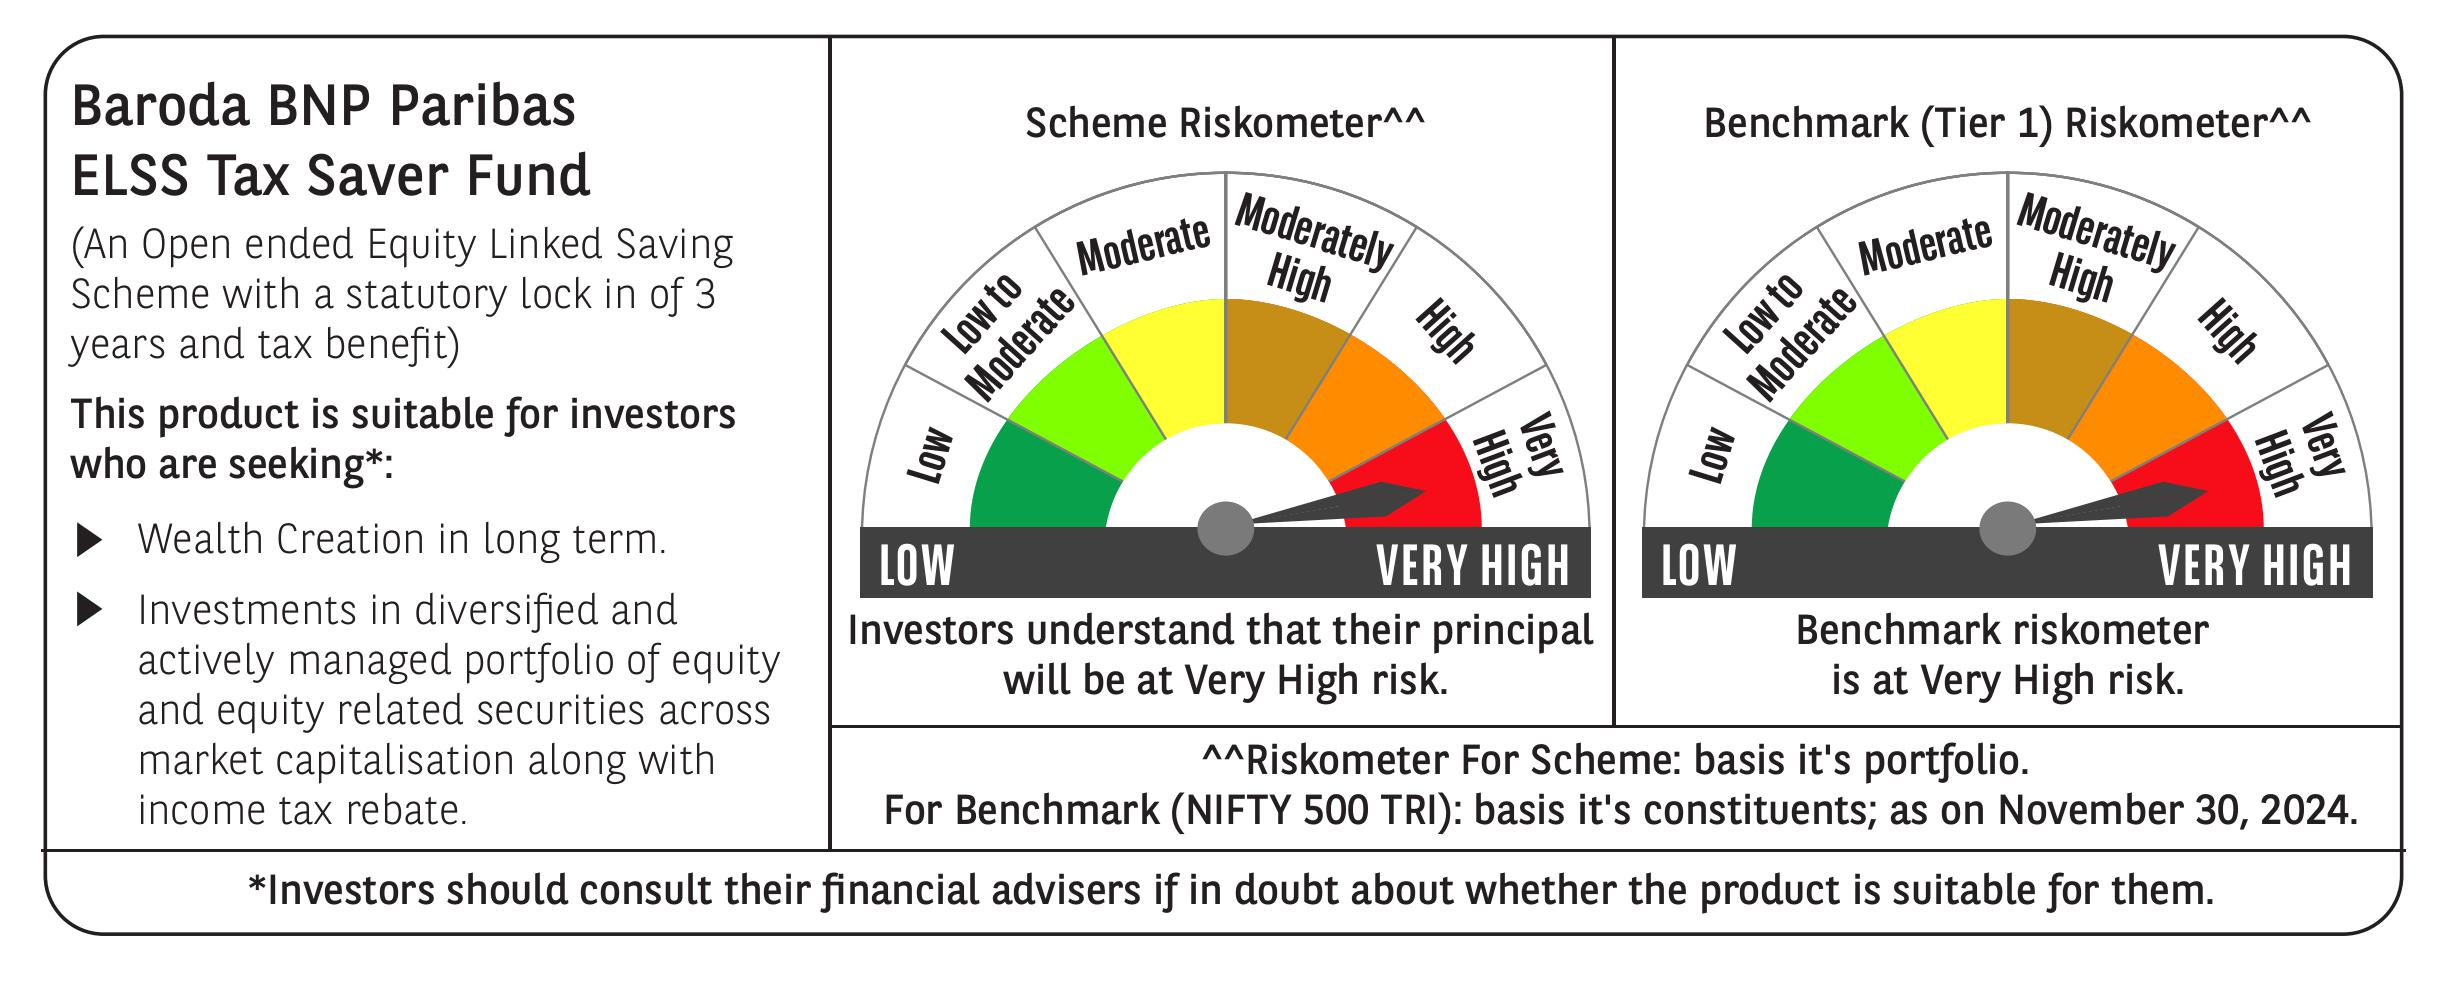 Baroda BNP Paribas
ELSS Tax Saver Fund
(An Open ended Equity Linked Saving
Scheme with a statutory lock in of 3
years and tax benefit)
This product is suitable for investors
who are seeking*:
Wealth Creation in long term.
Investments in diversified and
actively managed portfolio of equity
and equity related securities across
market capitalisation along with
income tax rebate.
Scheme Riskometer^^
Low
Low to
Moderate
Moderate
Moderately
High
High
Very
High
LOW
VERY HIGH
Investors understand that their principal
will be at Very High risk.
Benchmark (Tier 1) Riskometer^^
Low
Low to
Moderate
Moderate
Moderately
High
High
Very
High
LOW
VERY HIGH
Benchmark riskometer
is at Very High risk.
^^Riskometer For Scheme: basis it's portfolio.
For Benchmark (NIFTY 500 TRI): basis it's constituents; as on November 30, 2024.
*Investors should consult their financial advisers if in doubt about whether the product is suitable for them.